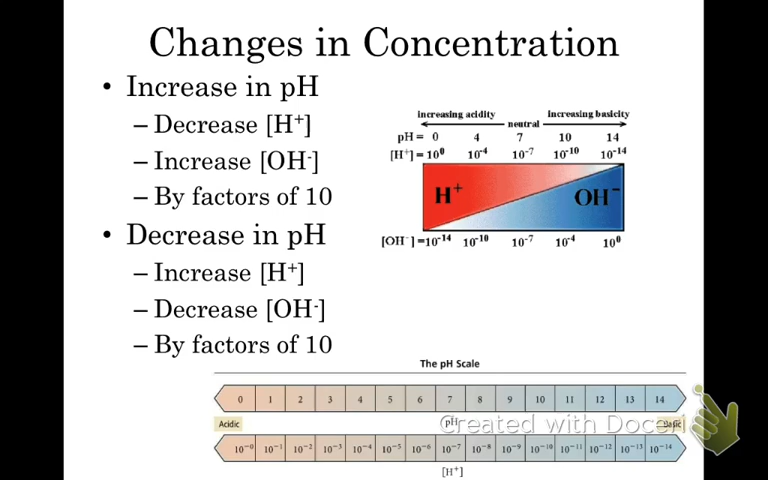 Changes in Concentration
• Increase in pH
– Decrease [H⁺]
– Increase [OH⁻]
– By factors of 10
• Decrease in pH
– Increase [H⁺]
– Decrease [OH⁻]
– By factors of 10
increasing acidity neutral increasing basicity
pH = 0 4 7 10 14
[H⁺] = 10⁰ 10⁻⁴ 10⁻⁷ 10⁻¹⁰ 10⁻¹⁴
H⁺ OH⁻
[OH⁻] = 10⁻¹⁴ 10⁻¹⁰ 10⁻⁷ 10⁻⁴ 10⁰
The pH Scale
0 1 2 3 4 5 6 7 8 9 10 11 12 13 14
Acidic pH Basic
Created with Doceri
10⁻⁰ 10⁻¹ 10⁻² 10⁻³ 10⁻⁴ 10⁻⁵ 10⁻⁶ 10⁻⁷ 10⁻⁸ 10⁻⁹ 10⁻¹⁰ 10⁻¹¹ 10⁻¹² 10⁻¹³ 10⁻¹⁴
[H⁺]